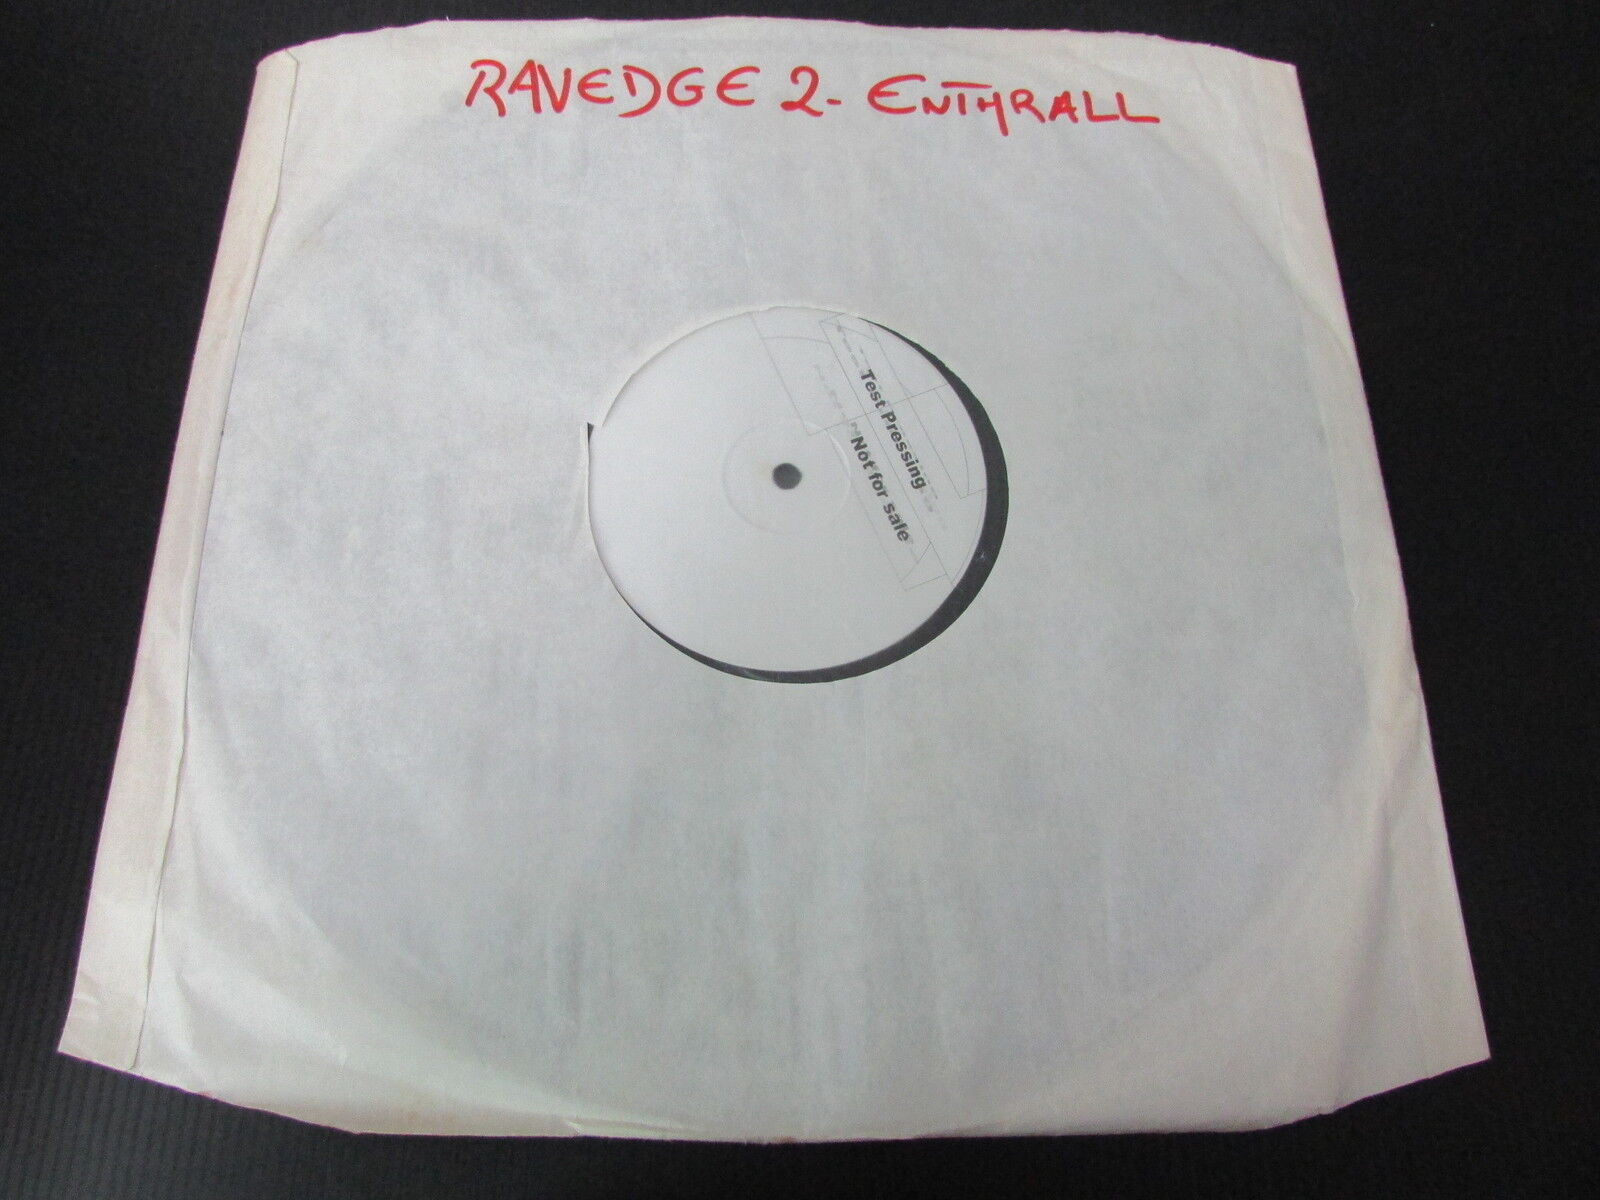 RAVEDGE 2 - ENTHRALL
Test Pressing
Not for sale